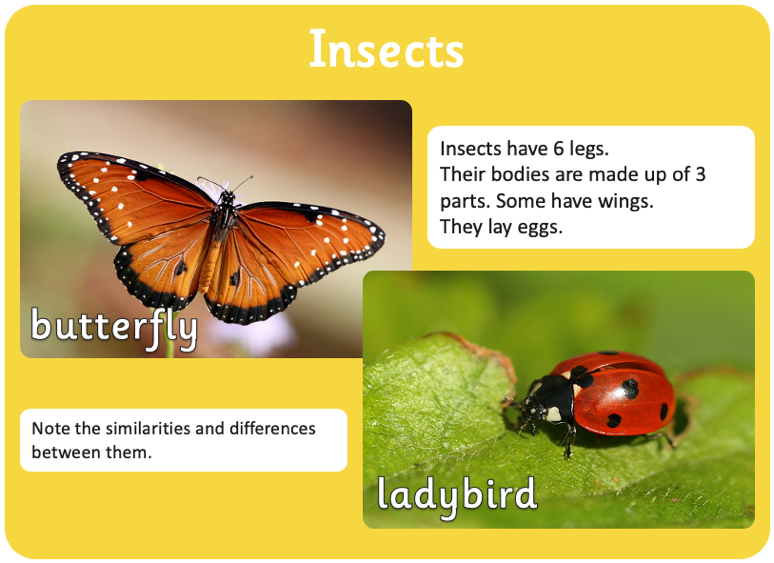 Insects
Insects have 6 legs.
Their bodies are made up of 3
parts. Some have wings.
They lay eggs.
butterfly
Note the similarities and differences
between them.
ladybird